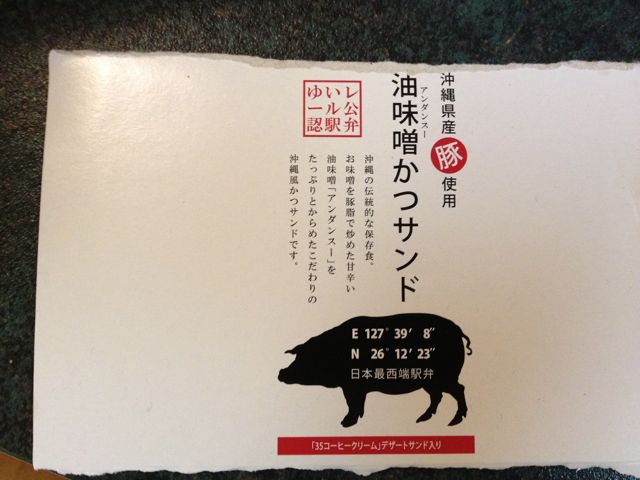 沖縄県産豚使用
アンダンスー
油味噌かつサンド
ゆいレール公認駅弁
沖縄の伝統的な保存食。
お味噌を豚脂で炒めた甘辛い
油味噌「アンダンスー」を
たっぷりとからめたこだわりの
沖縄風かつサンドです。
E 127° 39′ 8″
N 26° 12′ 23″
日本最西端駅弁
「35コーヒークリーム」デザートサンド入り